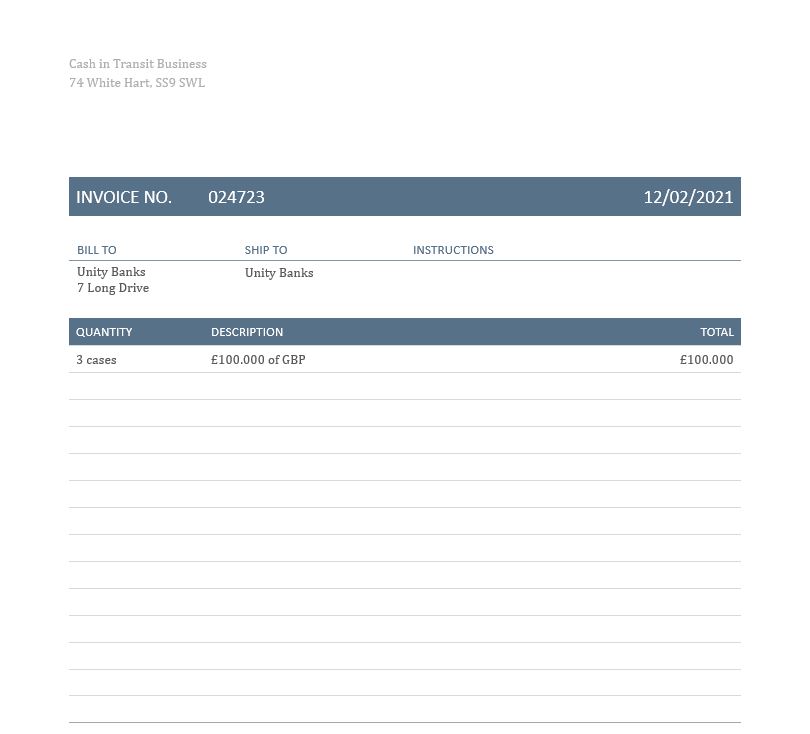 Cash in Transit Business
74 White Hart, SS9 SWL
INVOICE NO. 024723 12/02/2021
BILL TO SHIP TO INSTRUCTIONS
Unity Banks Unity Banks
7 Long Drive
QUANTITY DESCRIPTION TOTAL
3 cases £100.000 of GBP £100.000